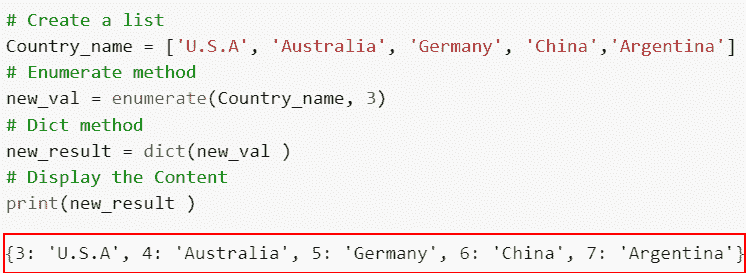 # Create a list
Country_name = ['U.S.A', 'Australia', 'Germany', 'China','Argentina']
# Enumerate method
new_val = enumerate(Country_name, 3)
# Dict method
new_result = dict(new_val )
# Display the Content
print(new_result )
{3: 'U.S.A', 4: 'Australia', 5: 'Germany', 6: 'China', 7: 'Argentina'}